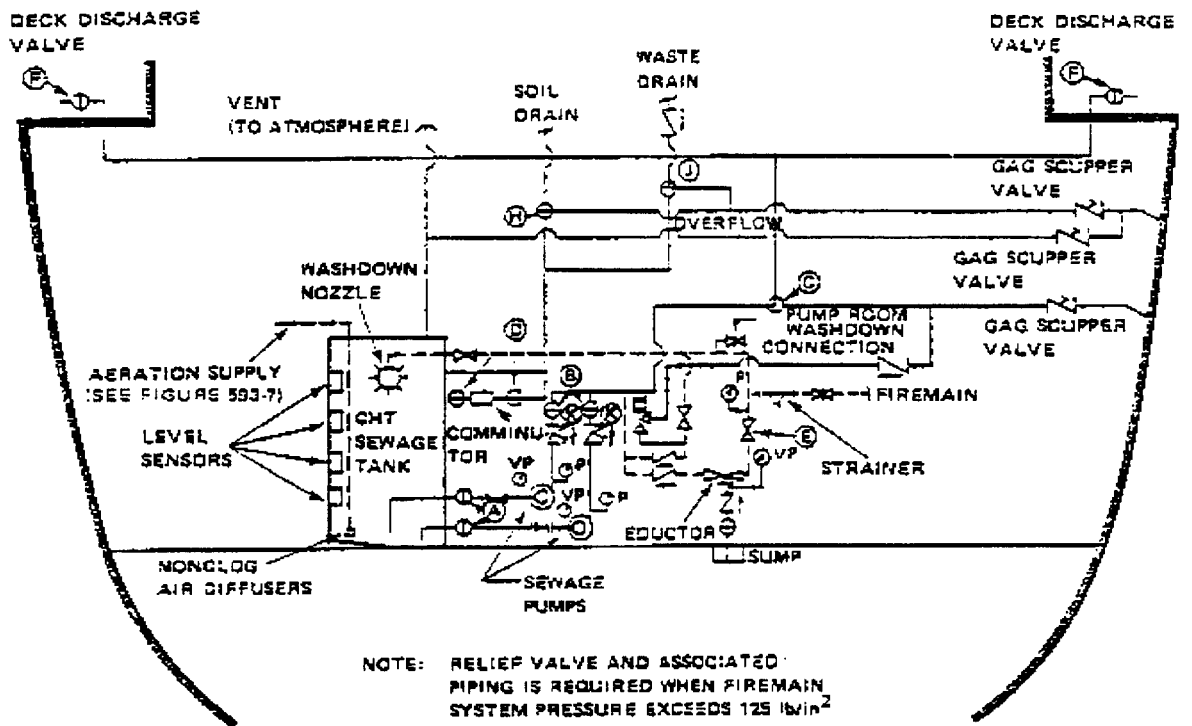 DECK DISCHARGE
VALVE
F
DECK DISCHARGE
VALVE
F
WASTE
DRAIN
SOIL
DRAIN
VENT
(TO ATMOSPHERE)
J
GAG SCUPPER
VALVE
H
OVERFLOW
GAG SCUPPER
VALVE
WASHDOWN
NOZZLE
C
GAG SCUPPER
VALVE
D
PUMP ROOM
WASHDOWN
CONNECTION
AERATION SUPPLY
(SEE FIGURE 593-7)
B
P
FIREMAIN
LEVEL
SENSORS
CHT
SEWAGE
TANK
COMMINU
TOR
E
VP
STRAINER
VP
P
VP
P
A
EDUCTOR
SUMP
NONCLOG
AIR DIFFUSERS
SEWAGE
PUMPS
NOTE: RELIEF VALVE AND ASSOCIATED
PIPING IS REQUIRED WHEN FIREMAIN
SYSTEM PRESSURE EXCEEDS 125 lb/in²